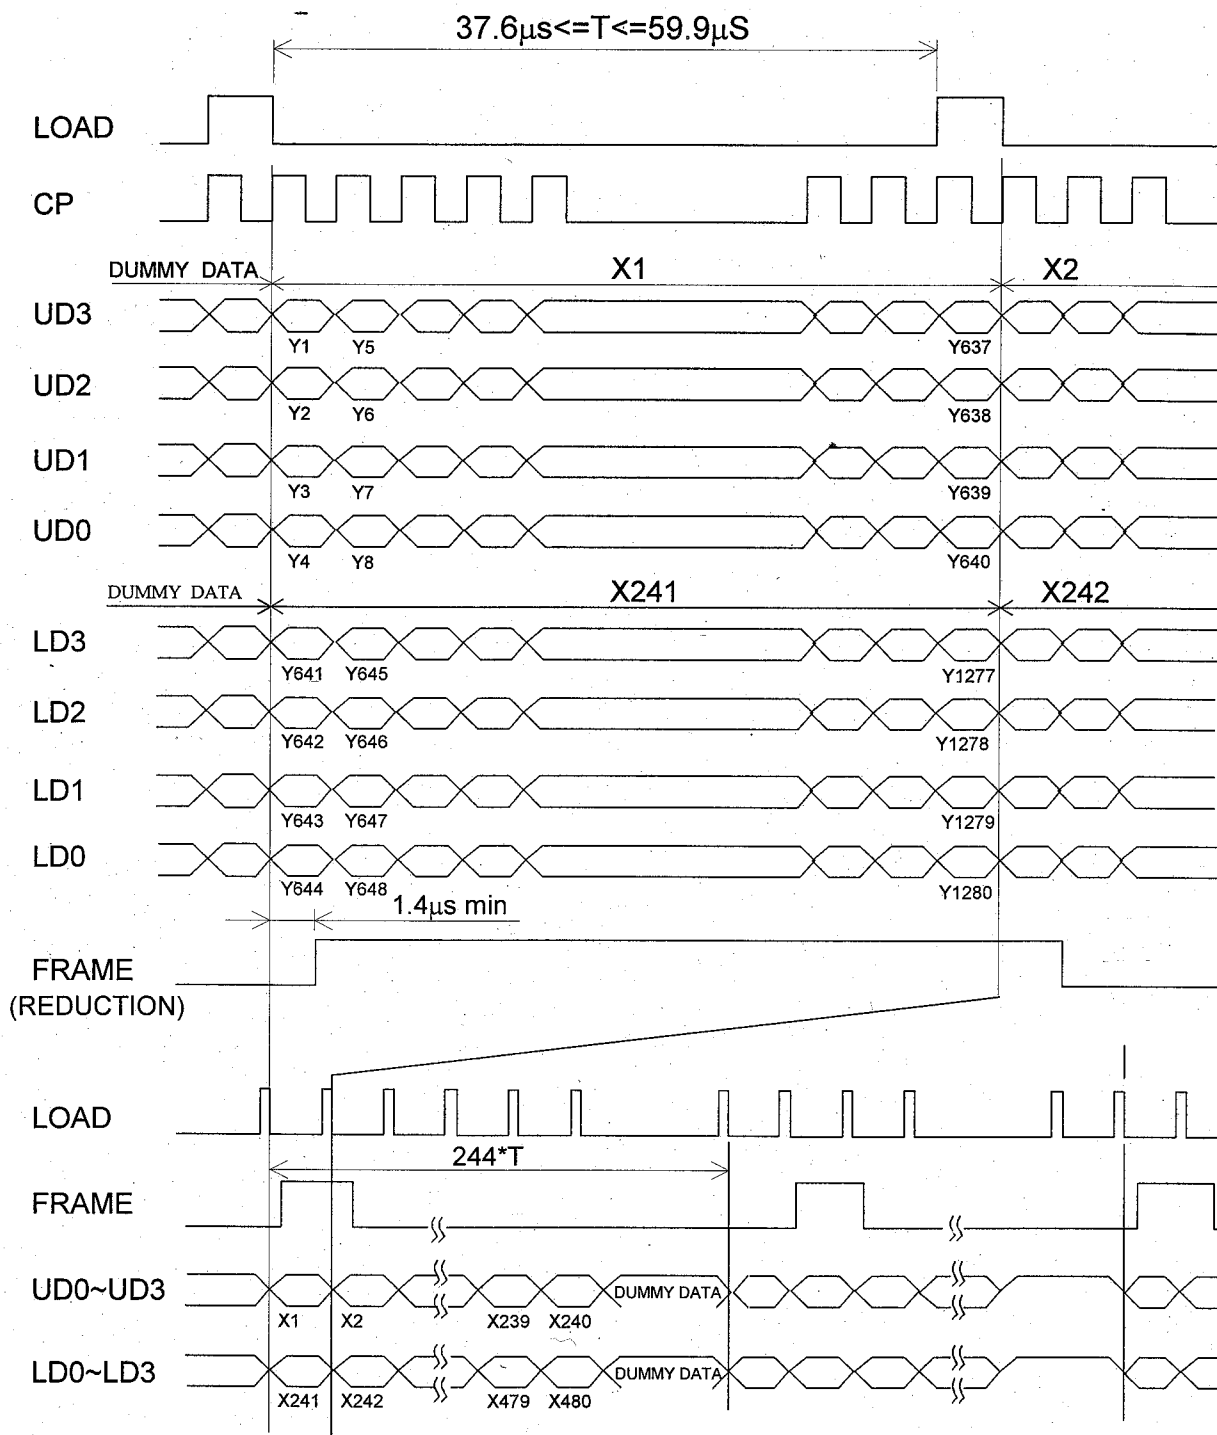 37.6μs<=T<=59.9μS
LOAD
CP
DUMMY DATA X1 X2
UD3
Y1 Y5 Y637
UD2
Y2 Y6 Y638
UD1
Y3 Y7 Y639
UD0
Y4 Y8 Y640
DUMMY DATA X241 X242
LD3
Y641 Y645 Y1277
LD2
Y642 Y646 Y1278
LD1
Y643 Y647 Y1279
LD0
Y644 Y648 Y1280
1.4μs min
FRAME
(REDUCTION)
LOAD
244*T
FRAME
UD0~UD3 DUMMY DATA
X1 X2 X239 X240
LD0~LD3 DUMMY DATA
X241 X242 X479 X480